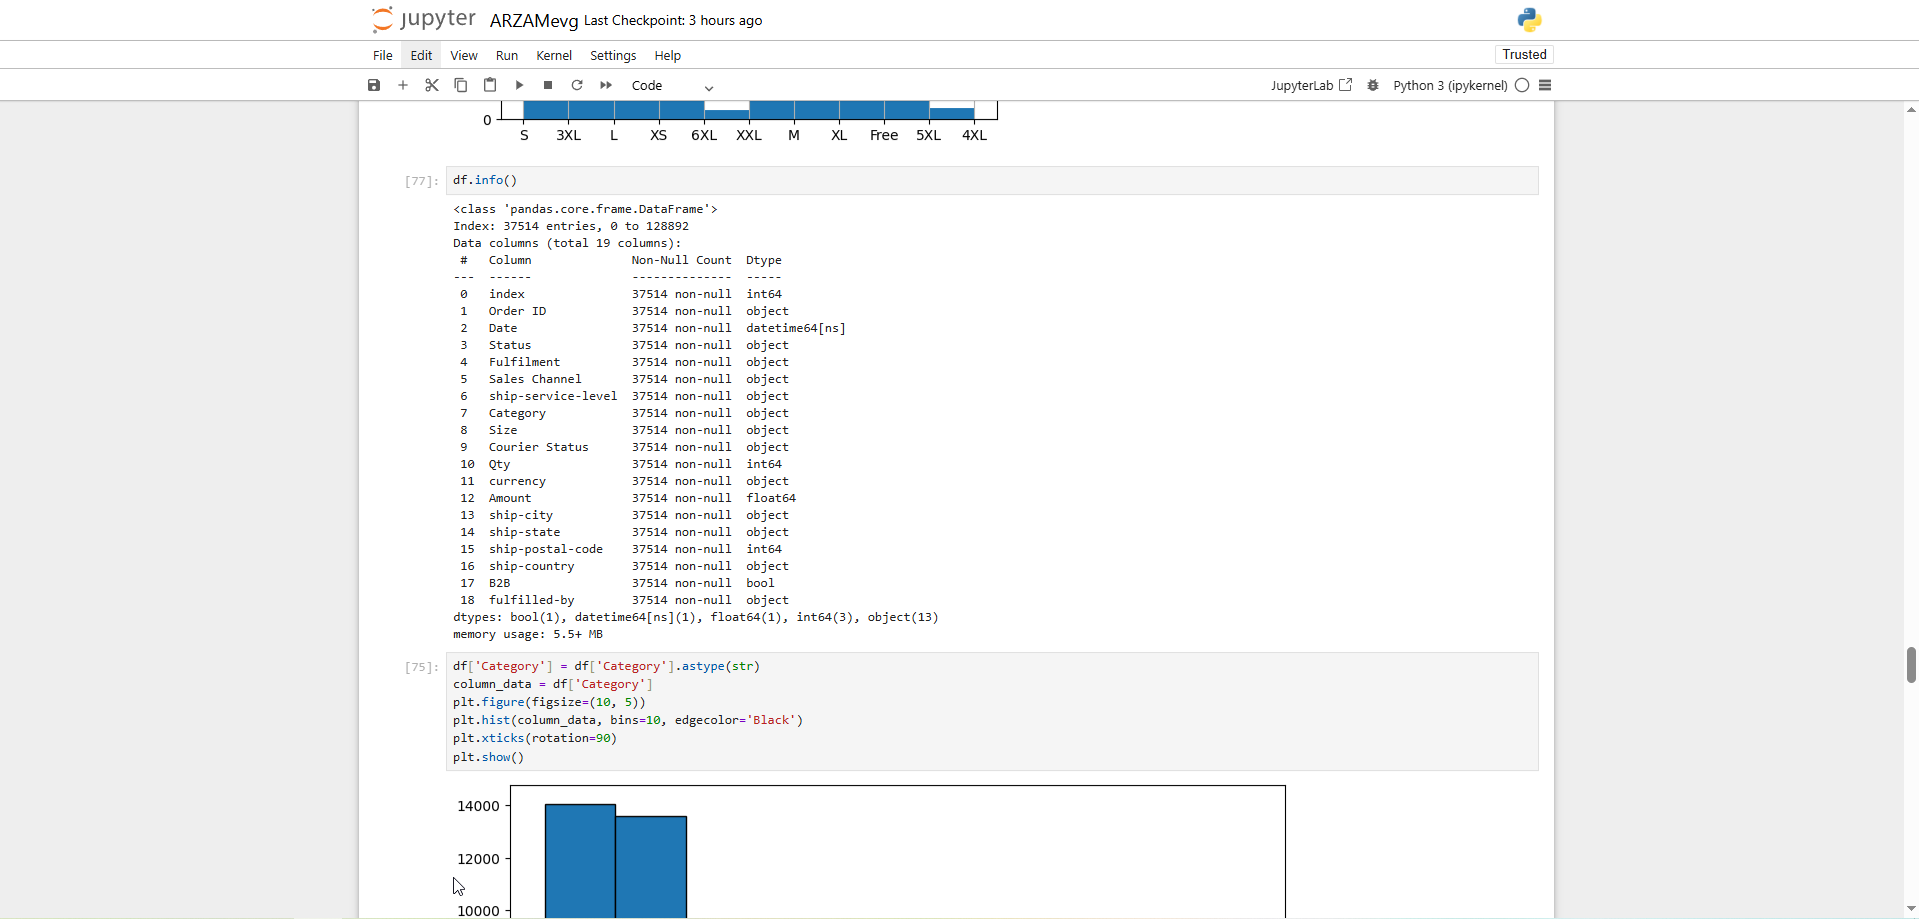 jupyter ARZAMevg Last Checkpoint: 3 hours ago
File Edit View Run Kernel Settings Help
Trusted
Code
JupyterLab Python 3 (ipykernel)
0
S 3XL L XS 6XL XXL M XL Free 5XL 4XL
[77]: df.info()
<class 'pandas.core.frame.DataFrame'>
Index: 37514 entries, 0 to 128892
Data columns (total 19 columns):
 #   Column              Non-Null Count  Dtype
---  ------              --------------  -----
 0   index               37514 non-null  int64
 1   Order ID            37514 non-null  object
 2   Date                37514 non-null  datetime64[ns]
 3   Status              37514 non-null  object
 4   Fulfilment          37514 non-null  object
 5   Sales Channel       37514 non-null  object
 6   ship-service-level  37514 non-null  object
 7   Category            37514 non-null  object
 8   Size                37514 non-null  object
 9   Courier Status      37514 non-null  object
 10  Qty                 37514 non-null  int64
 11  currency            37514 non-null  object
 12  Amount              37514 non-null  float64
 13  ship-city           37514 non-null  object
 14  ship-state          37514 non-null  object
 15  ship-postal-code    37514 non-null  int64
 16  ship-country        37514 non-null  object
 17  B2B                 37514 non-null  bool
 18  fulfilled-by        37514 non-null  object
dtypes: bool(1), datetime64[ns](1), float64(1), int64(3), object(13)
memory usage: 5.5+ MB
[75]: df['Category'] = df['Category'].astype(str)
column_data = df['Category']
plt.figure(figsize=(10, 5))
plt.hist(column_data, bins=10, edgecolor='Black')
plt.xticks(rotation=90)
plt.show()
14000
12000
10000